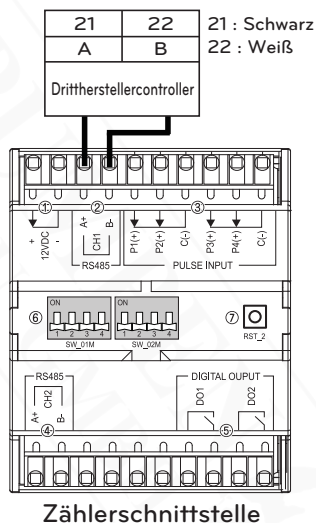 21 22 21 : Schwarz
A B 22 : Weiß
Dritherstellercontroller
① ② ③
+ 12VDC - A+ CH1 B- P1(+) P2(+) C(-) P3(+) P4(+) C(-)
RS485 PULSE INPUT
⑥ ON 1 2 3 4 ON 1 2 3 4 ⑦
SW_01M SW_02M RST_2
RS485 DIGITAL OUPUT
A+ CH2 B- DO1 DO2
④ ⑤
Zählerschnittstelle